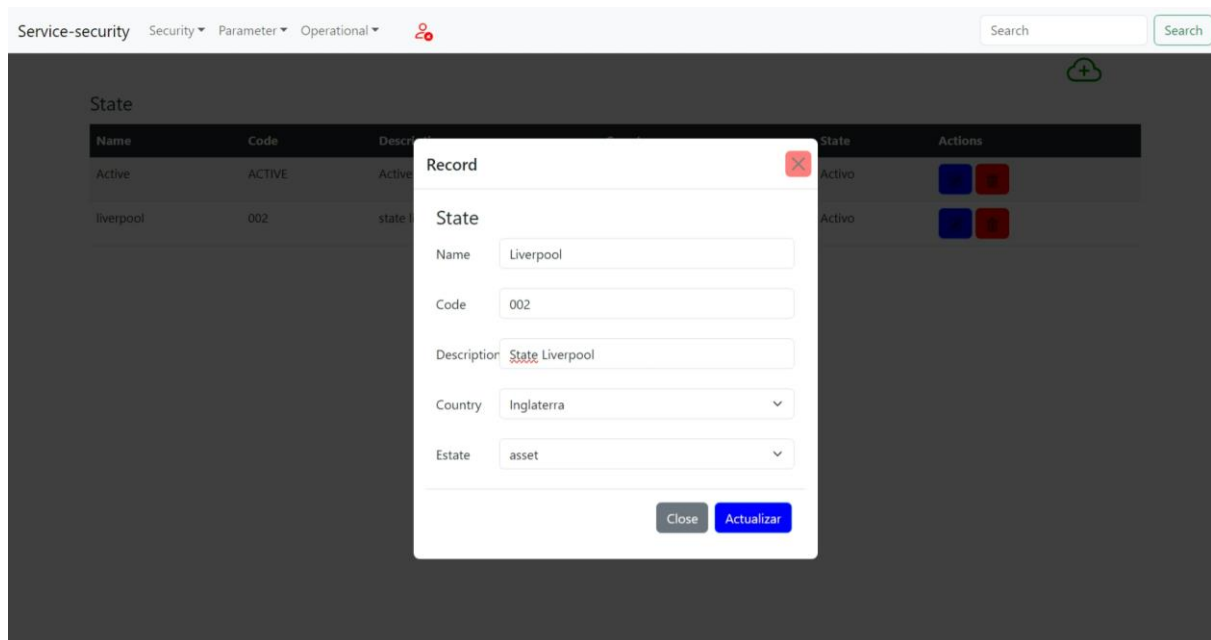 Service-security Security Parameter Operational Search Search
State
Name Code State Actions
Active ACTIVE Active Activo
liverpool 002 state Activo
Record
State
Name Liverpool
Code 002
Description State Liverpool
Country Inglaterra
Estate asset
Close Actualizar